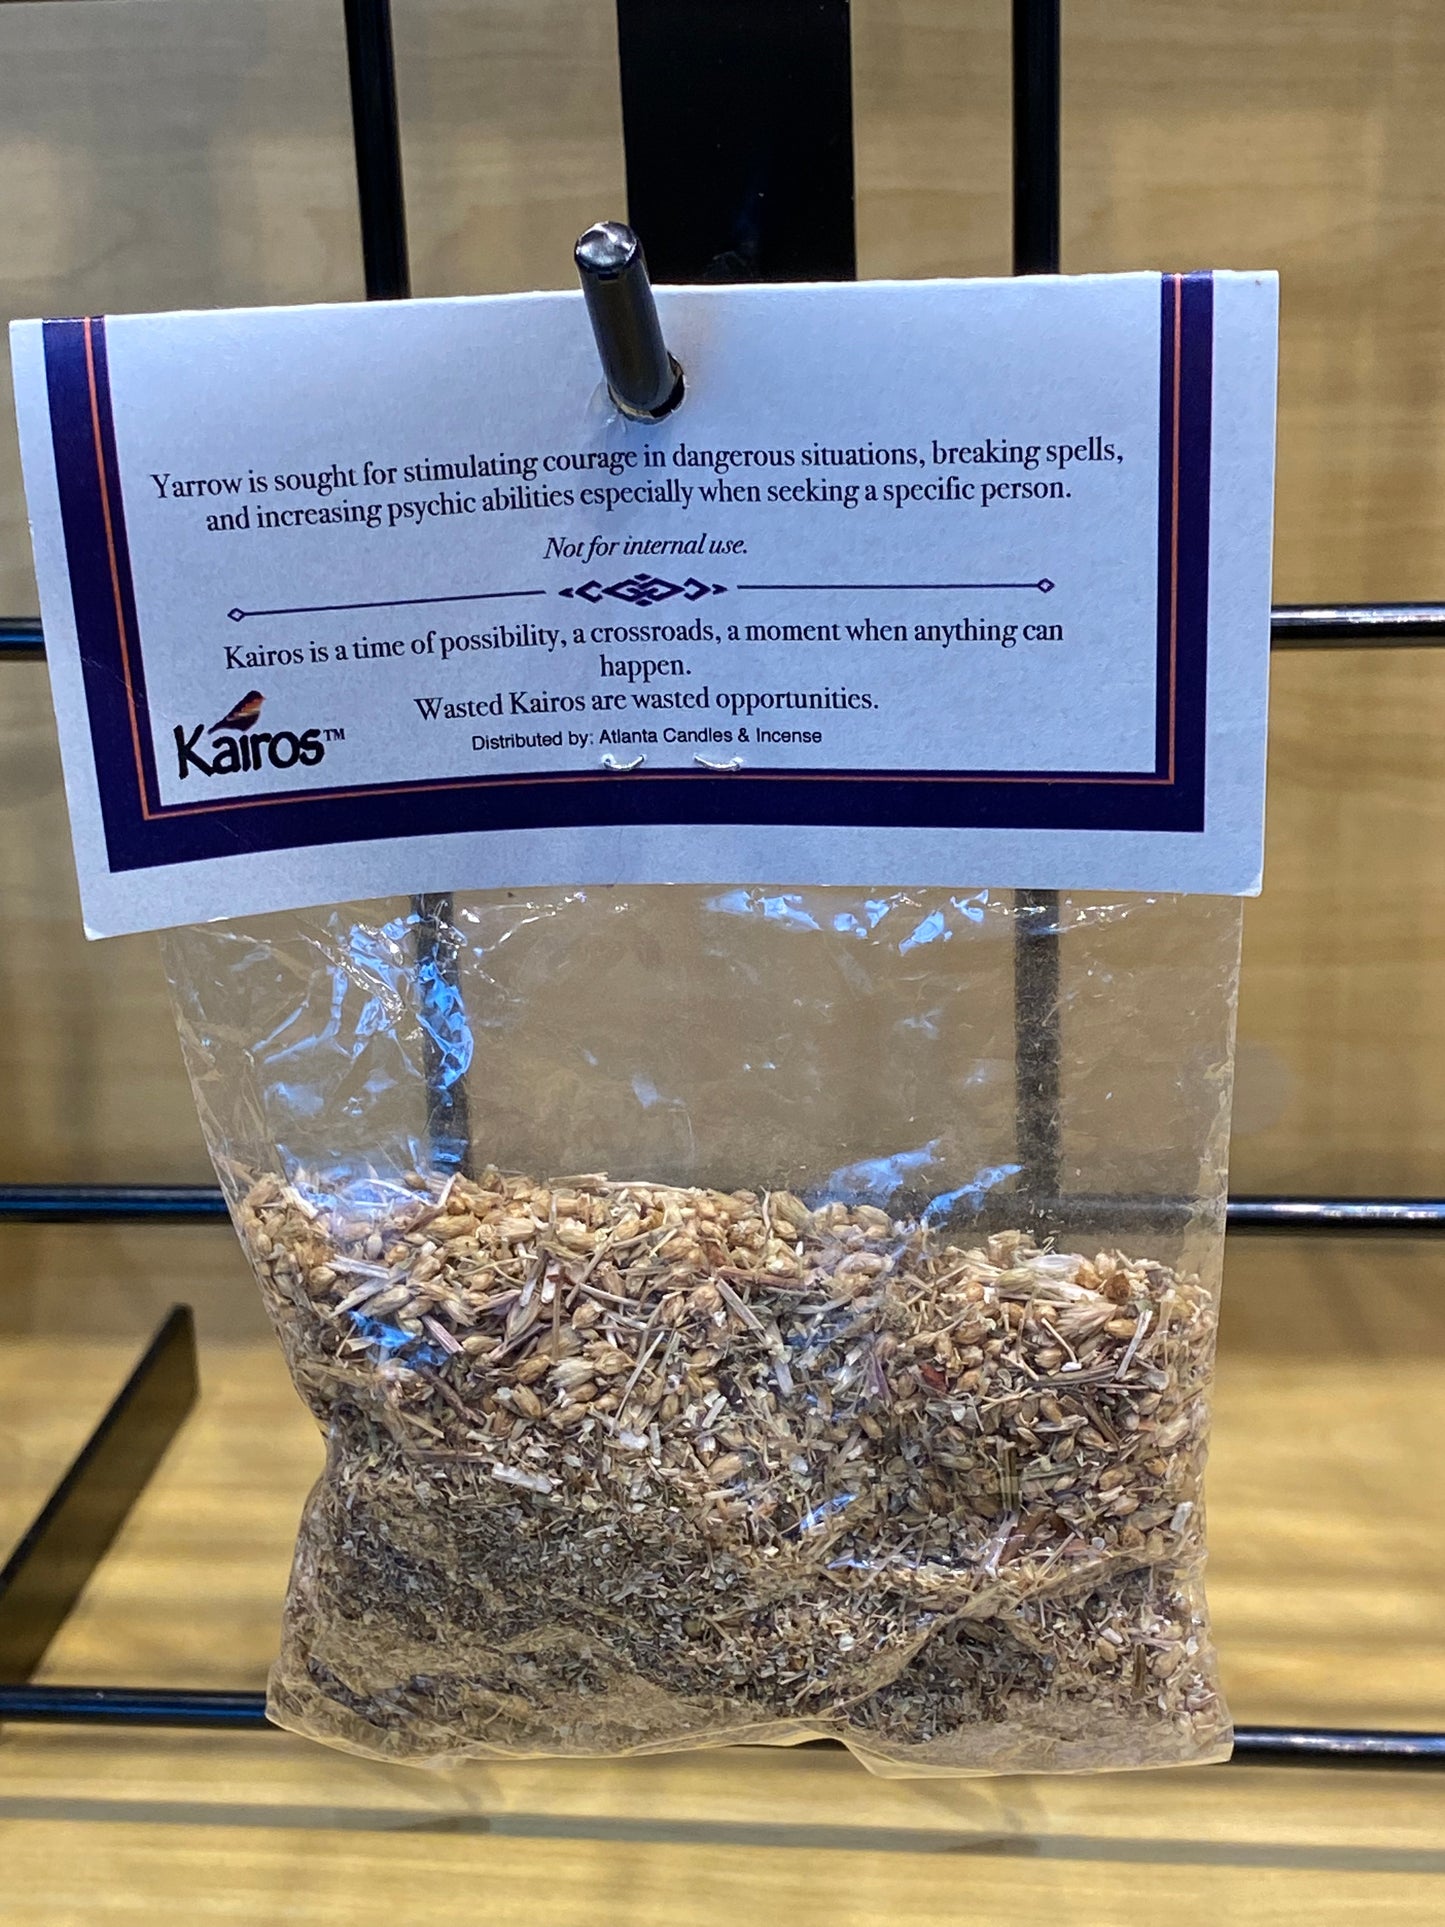 Yarrow is sought for stimulating courage in dangerous situations, breaking spells,
and increasing psychic abilities especially when seeking a specific person.
Not for internal use.
Kairos is a time of possibility, a crossroads, a moment when anything can
happen.
Wasted Kairos are wasted opportunities.
Kairos™
Distributed by: Atlanta Candles & Incense